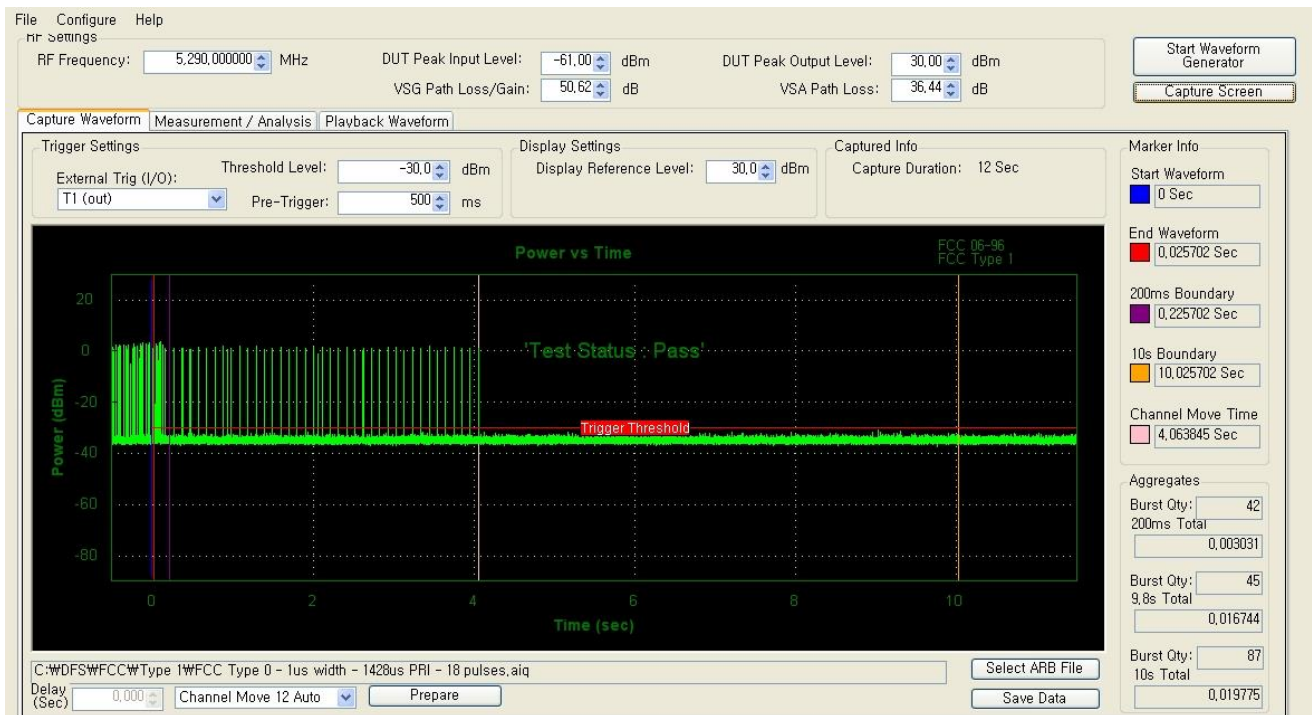 File Configure Help
RF Settings
RF Frequency: 5,290,000000 MHz
DUT Peak Input Level: -61,00 dBm
DUT Peak Output Level: 30,00 dBm
VSG Path Loss/Gain: 50,62 dB
VSA Path Loss: 36,44 dB
Start Waveform Generator
Capture Screen
Capture Waveform Measurement / Analysis Playback Waveform
Trigger Settings
External Trig (I/O):
T1 (out)
Threshold Level: -30,0 dBm
Pre-Trigger: 500 ms
Display Settings
Display Reference Level: 30,0 dBm
Captured Info
Capture Duration: 12 Sec
Power vs Time
FCC 06-96
FCC Type 1
'Test Status : Pass'
Trigger Threshold
Power (dBm)
20
0
-20
-40
-60
-80
0 2 4 6 8 10
Time (sec)
Marker Info
Start Waveform
0 Sec
End Waveform
0,025702 Sec
200ms Boundary
0,225702 Sec
10s Boundary
10,025702 Sec
Channel Move Time
4,063845 Sec
Aggregates
Burst Qty: 42
200ms Total
0,003031
Burst Qty: 45
9,8s Total
0,016744
Burst Qty: 87
10s Total
0,019775
C:₩DFS₩FCC₩Type 1₩FCC Type 0 - 1us width - 1428us PRI - 18 pulses,aiq
Select ARB File
Delay (Sec) 0,000
Channel Move 12 Auto
Prepare
Save Data